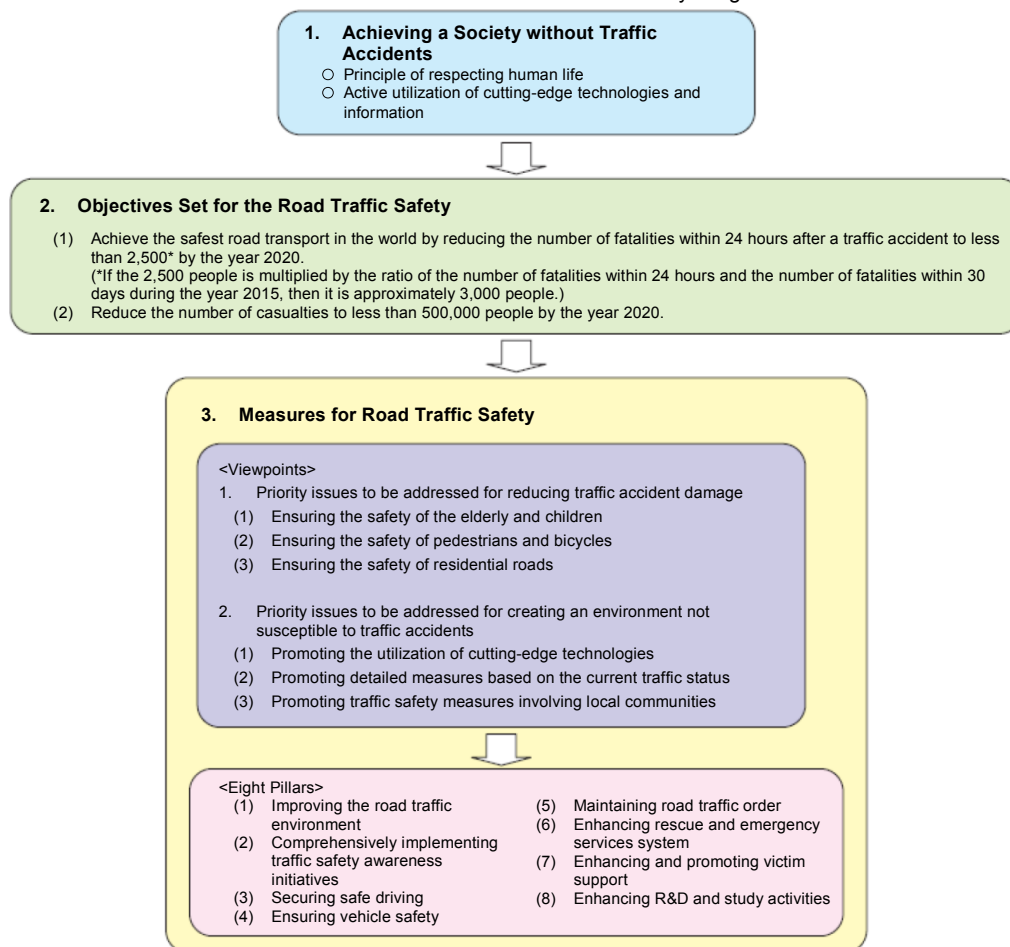 1. Achieving a Society without Traffic
Accidents
○ Principle of respecting human life
○ Active utilization of cutting-edge technologies and
information
2. Objectives Set for the Road Traffic Safety
(1) Achieve the safest road transport in the world by reducing the number of fatalities within 24 hours after a traffic accident to less
than 2,500* by the year 2020.
(*If the 2,500 people is multiplied by the ratio of the number of fatalities within 24 hours and the number of fatalities within 30
days during the year 2015, then it is approximately 3,000 people.)
(2) Reduce the number of casualties to less than 500,000 people by the year 2020.
3. Measures for Road Traffic Safety
<Viewpoints>
1. Priority issues to be addressed for reducing traffic accident damage
(1) Ensuring the safety of the elderly and children
(2) Ensuring the safety of pedestrians and bicycles
(3) Ensuring the safety of residential roads
2. Priority issues to be addressed for creating an environment not
susceptible to traffic accidents
(1) Promoting the utilization of cutting-edge technologies
(2) Promoting detailed measures based on the current traffic status
(3) Promoting traffic safety measures involving local communities
<Eight Pillars>
(1) Improving the road traffic
environment
(2) Comprehensively implementing
traffic safety awareness
initiatives
(3) Securing safe driving
(4) Ensuring vehicle safety
(5) Maintaining road traffic order
(6) Enhancing rescue and emergency
services system
(7) Enhancing and promoting victim
support
(8) Enhancing R&D and study activities